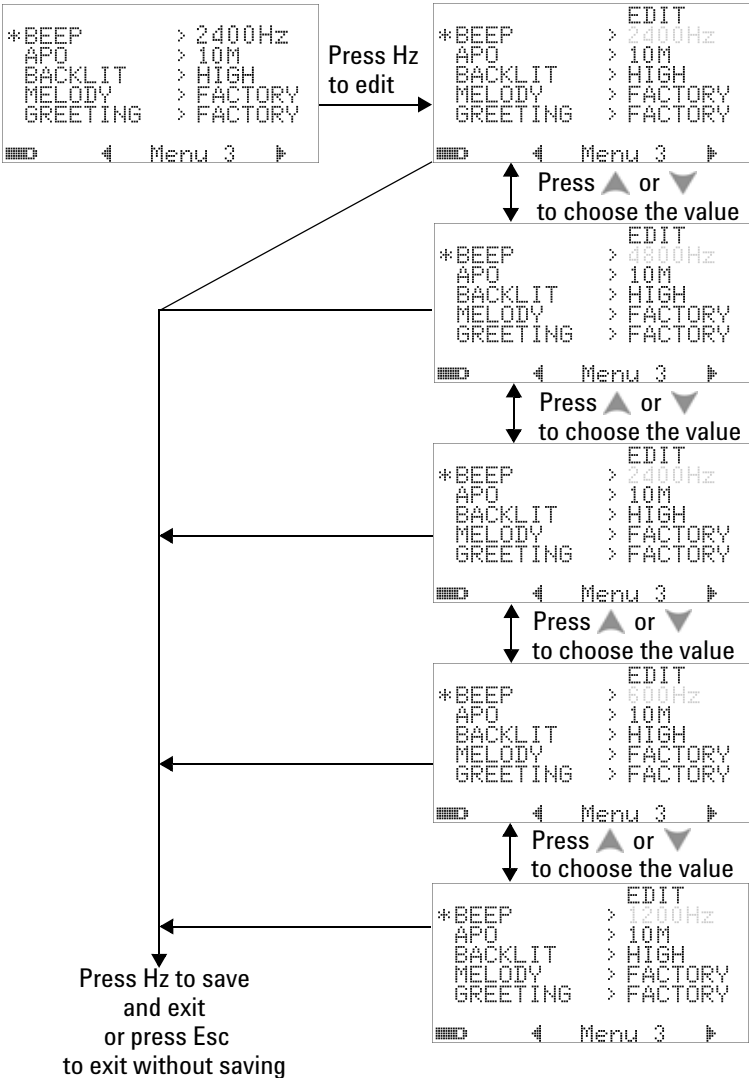 *BEEP > 2400Hz
APO > 10M
BACKLIT > HIGH
MELODY > FACTORY
GREETING > FACTORY
Menu 3
Press Hz
to edit
EDIT
*BEEP > 2400Hz
APO > 10M
BACKLIT > HIGH
MELODY > FACTORY
GREETING > FACTORY
Menu 3
Press or
to choose the value
EDIT
*BEEP > 4800Hz
APO > 10M
BACKLIT > HIGH
MELODY > FACTORY
GREETING > FACTORY
Menu 3
Press or
to choose the value
EDIT
*BEEP > 2400Hz
APO > 10M
BACKLIT > HIGH
MELODY > FACTORY
GREETING > FACTORY
Menu 3
Press or
to choose the value
EDIT
*BEEP > 600Hz
APO > 10M
BACKLIT > HIGH
MELODY > FACTORY
GREETING > FACTORY
Menu 3
Press or
to choose the value
EDIT
*BEEP > 1200Hz
APO > 10M
BACKLIT > HIGH
MELODY > FACTORY
GREETING > FACTORY
Menu 3
Press Hz to save
and exit
or press Esc
to exit without saving